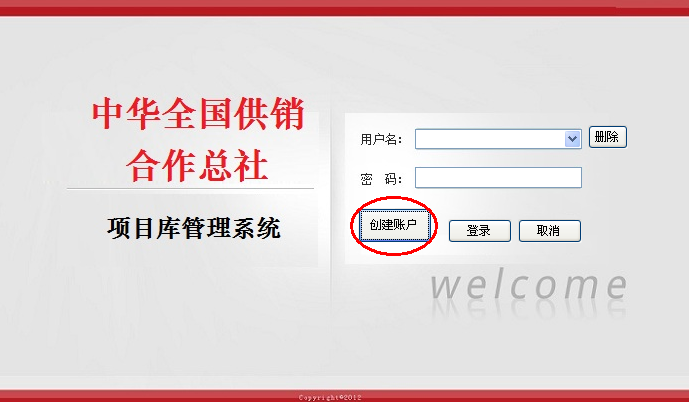 中华全国供销
合作总社
项目库管理系统
用户名：
删除
密 码：
创建账户
登录
取消
welcome
Copyright©2012